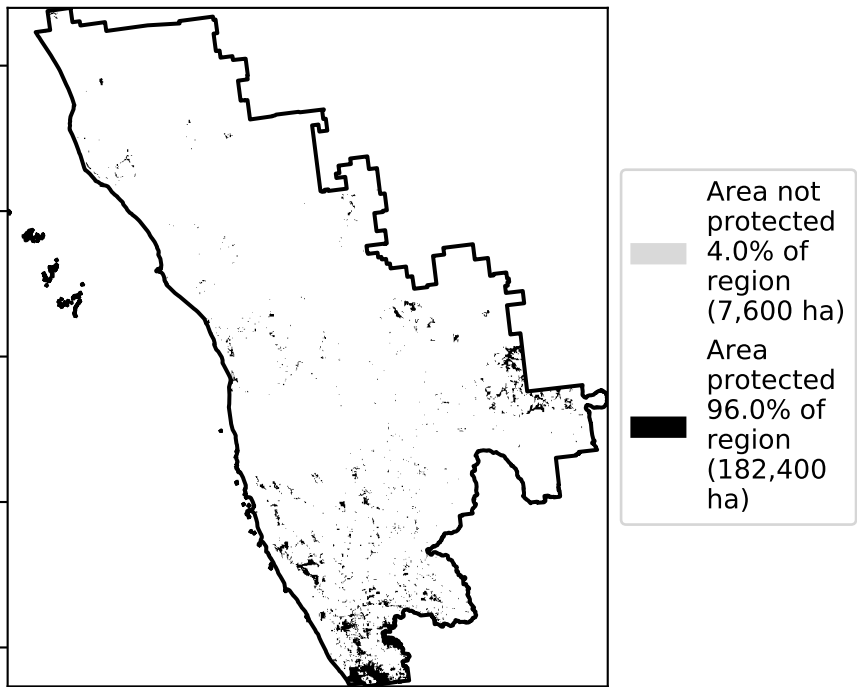 Area not
protected
4.0% of
region
(7,600 ha)
Area
protected
96.0% of
region
(182,400
ha)